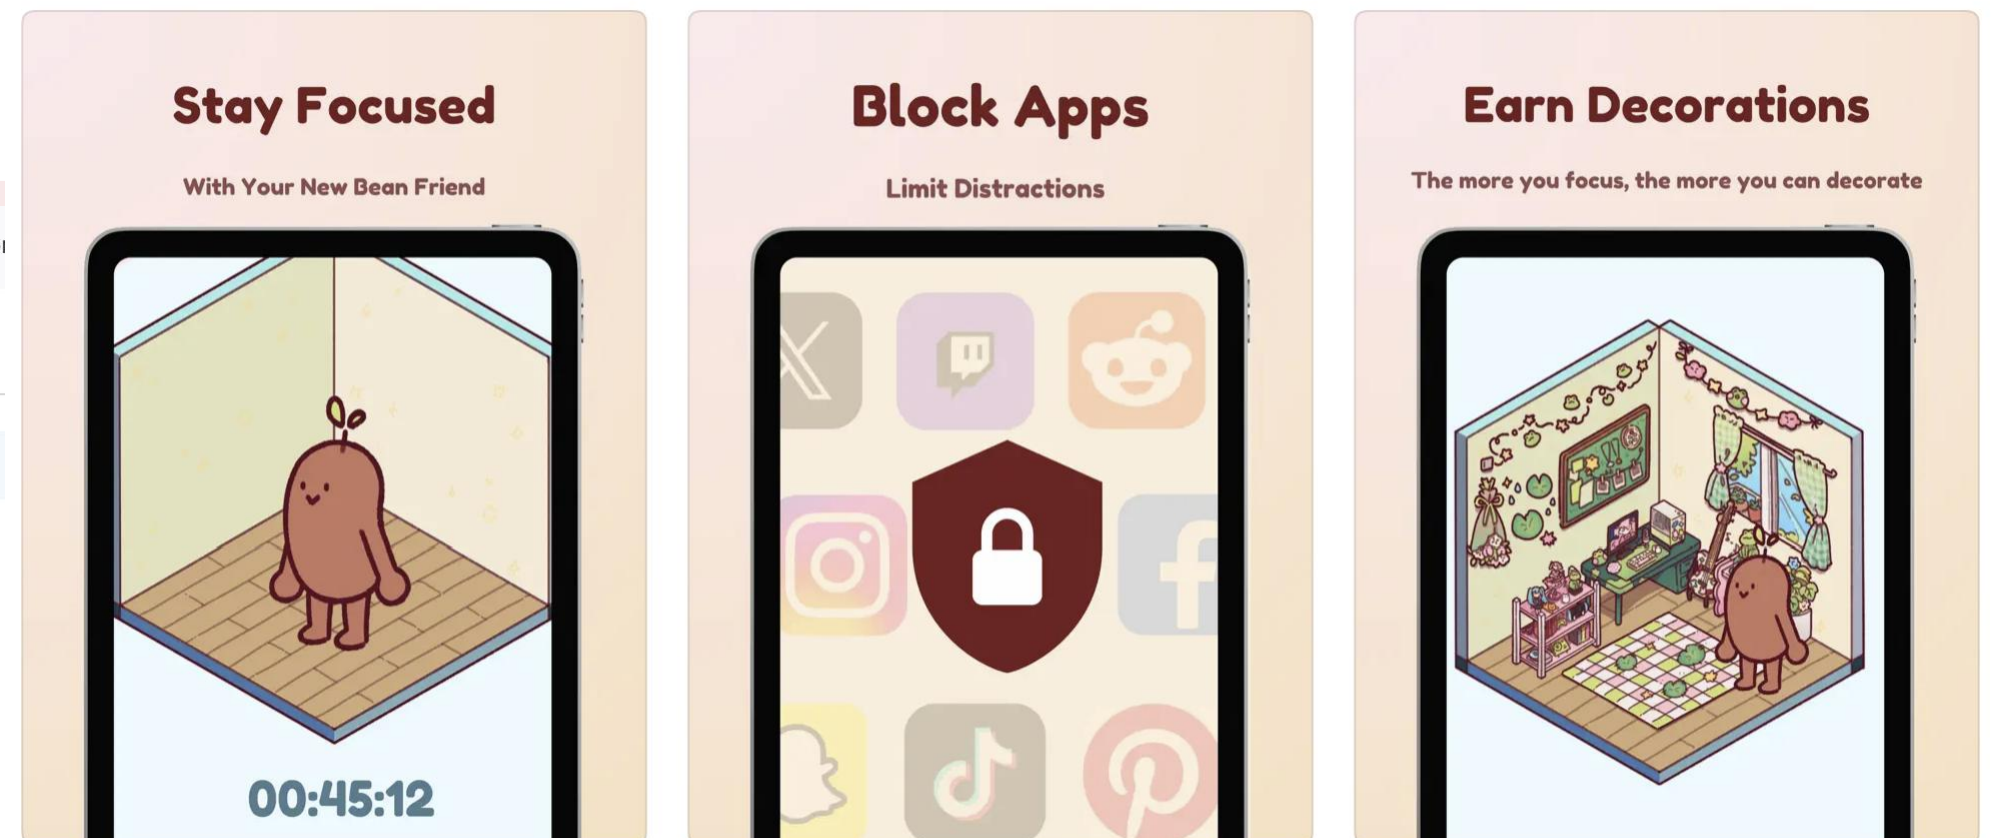 Stay Focused
With Your New Bean Friend
00:45:12
Block Apps
Limit Distractions
Earn Decorations
The more you focus, the more you can decorate